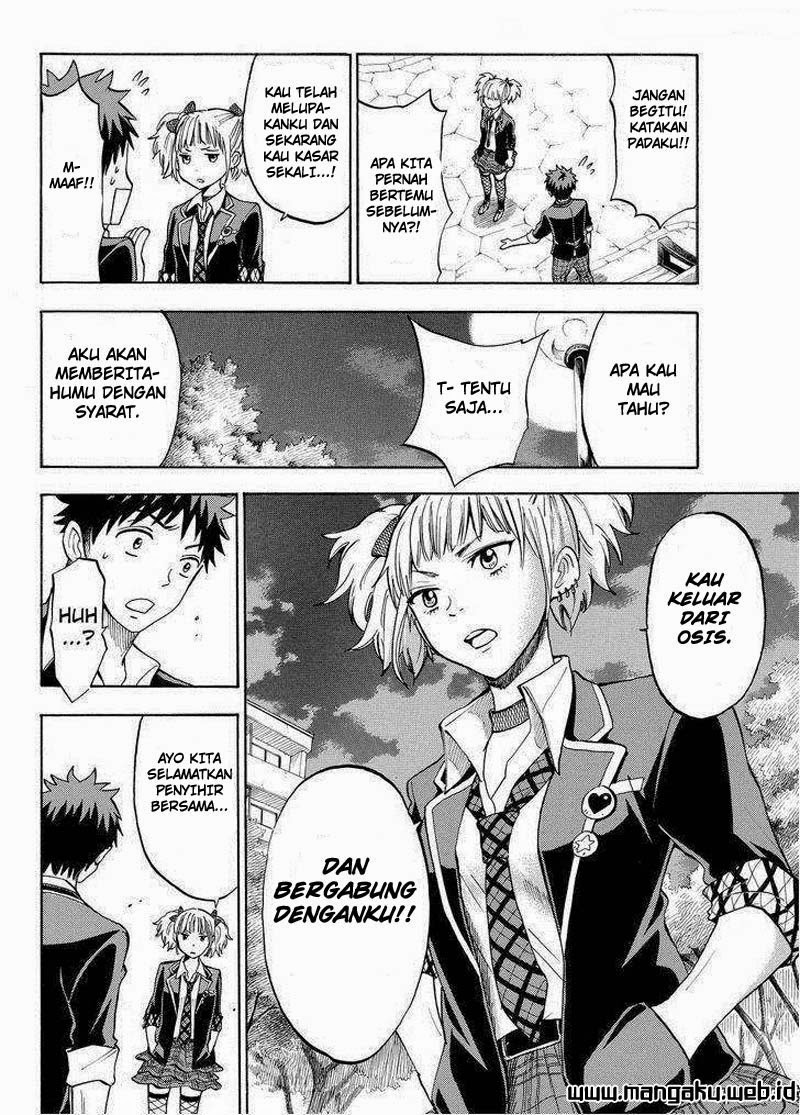 JANGAN
BEGITU!
KATAKAN
PADAKU!!
APA KITA
PERNAH
BERTEMU
SEBELUM-
NYA?!
KAU TELAH
MELUPA-
KANKU DAN
SEKARANG
KAU KASAR
SEKALI...!
M-
MAAF!!
APA KAU
MAU
TAHU?
T- TENTU
SAJA...
AKU AKAN
MEMBERITA-
HUMU DENGAN
SYARAT.
KAU
KELUAR
DARI
OSIS.
DAN
BERGABUNG
DENGANKU!!
HUH
...?
AYO KITA
SELAMATKAN
PENYIHIR
BERSAMA...
www.mangaku.web.id